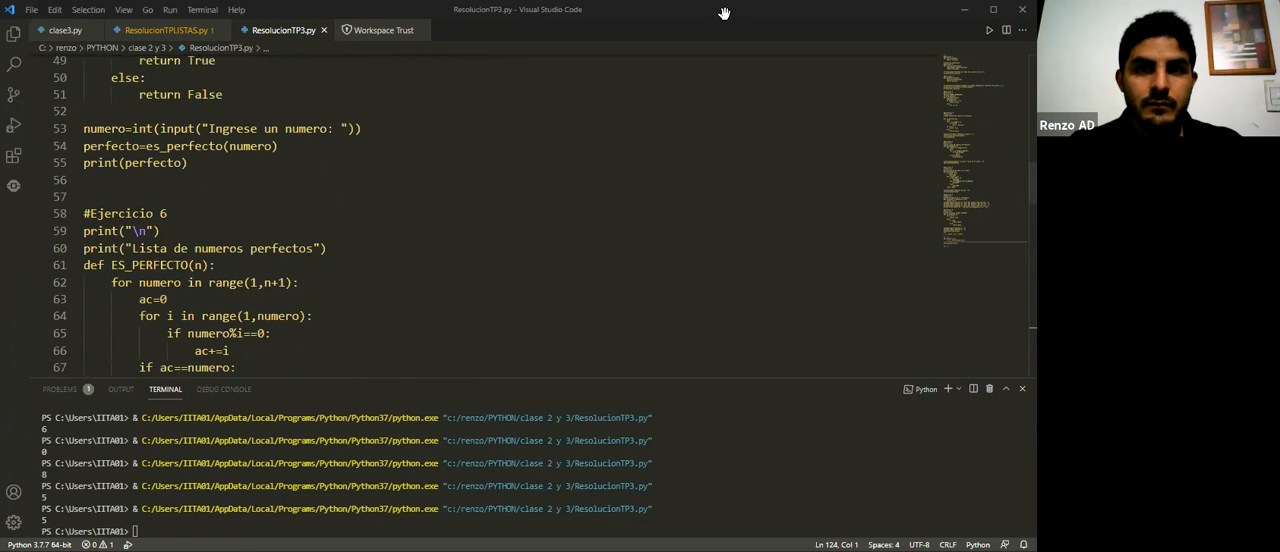 File Edit Selection View Go Run Terminal Help ResolucionTP3.py - Visual Studio Code
clase3.py ResolucionTPLISTAS.py 1 ResolucionTP3.py Workspace Trust
C: > renzo > PYTHON > clase 2 y 3 > ResolucionTP3.py > ...
49 return True
50 else:
51 return False
52
53 numero=int(input("Ingrese un numero: "))
54 perfecto=es_perfecto(numero)
55 print(perfecto)
56
57
58 #Ejercicio 6
59 print("\n")
60 print("Lista de numeros perfectos")
61 def ES_PERFECTO(n):
62 for numero in range(1,n+1):
63 ac=0
64 for i in range(1,numero):
65 if numero%i==0:
66 ac+=i
67 if ac==numero:
PROBLEMS 1 OUTPUT TERMINAL DEBUG CONSOLE Python
PS C:\Users\IITA01> & C:/Users/IITA01/AppData/Local/Programs/Python/Python37/python.exe "c:/renzo/PYTHON/clase 2 y 3/ResolucionTP3.py"
6
PS C:\Users\IITA01> & C:/Users/IITA01/AppData/Local/Programs/Python/Python37/python.exe "c:/renzo/PYTHON/clase 2 y 3/ResolucionTP3.py"
0
PS C:\Users\IITA01> & C:/Users/IITA01/AppData/Local/Programs/Python/Python37/python.exe "c:/renzo/PYTHON/clase 2 y 3/ResolucionTP3.py"
8
PS C:\Users\IITA01> & C:/Users/IITA01/AppData/Local/Programs/Python/Python37/python.exe "c:/renzo/PYTHON/clase 2 y 3/ResolucionTP3.py"
5
PS C:\Users\IITA01> & C:/Users/IITA01/AppData/Local/Programs/Python/Python37/python.exe "c:/renzo/PYTHON/clase 2 y 3/ResolucionTP3.py"
5
PS C:\Users\IITA01>
Python 3.7.7 64-bit 0 1 Ln 124, Col 1 Spaces: 4 UTF-8 CRLF Python
Renzo AD